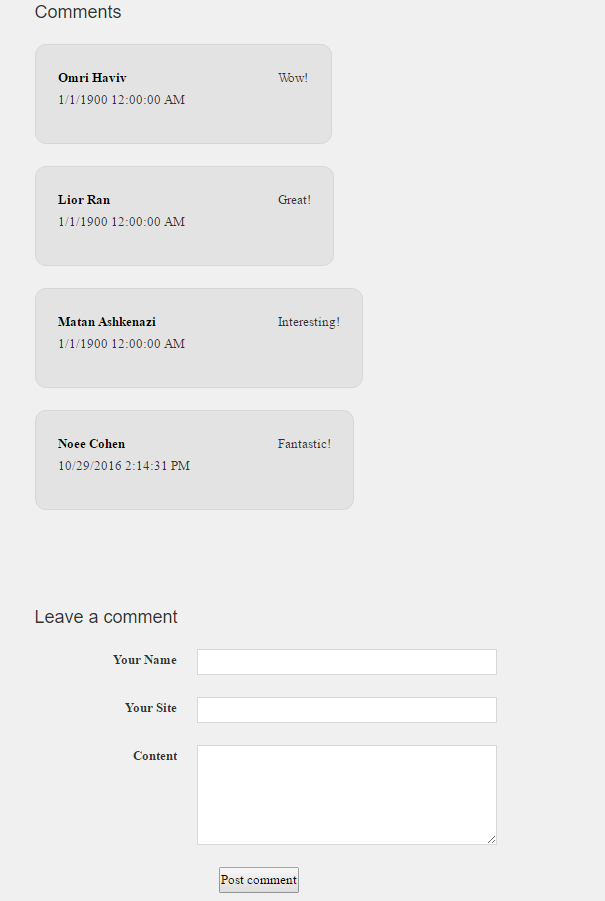 Comments
Omri Haviv Wow!
1/1/1900 12:00:00 AM
Lior Ran Great!
1/1/1900 12:00:00 AM
Matan Ashkenazi Interesting!
1/1/1900 12:00:00 AM
Noee Cohen Fantastic!
10/29/2016 2:14:31 PM
Leave a comment
Your Name
Your Site
Content
Post comment